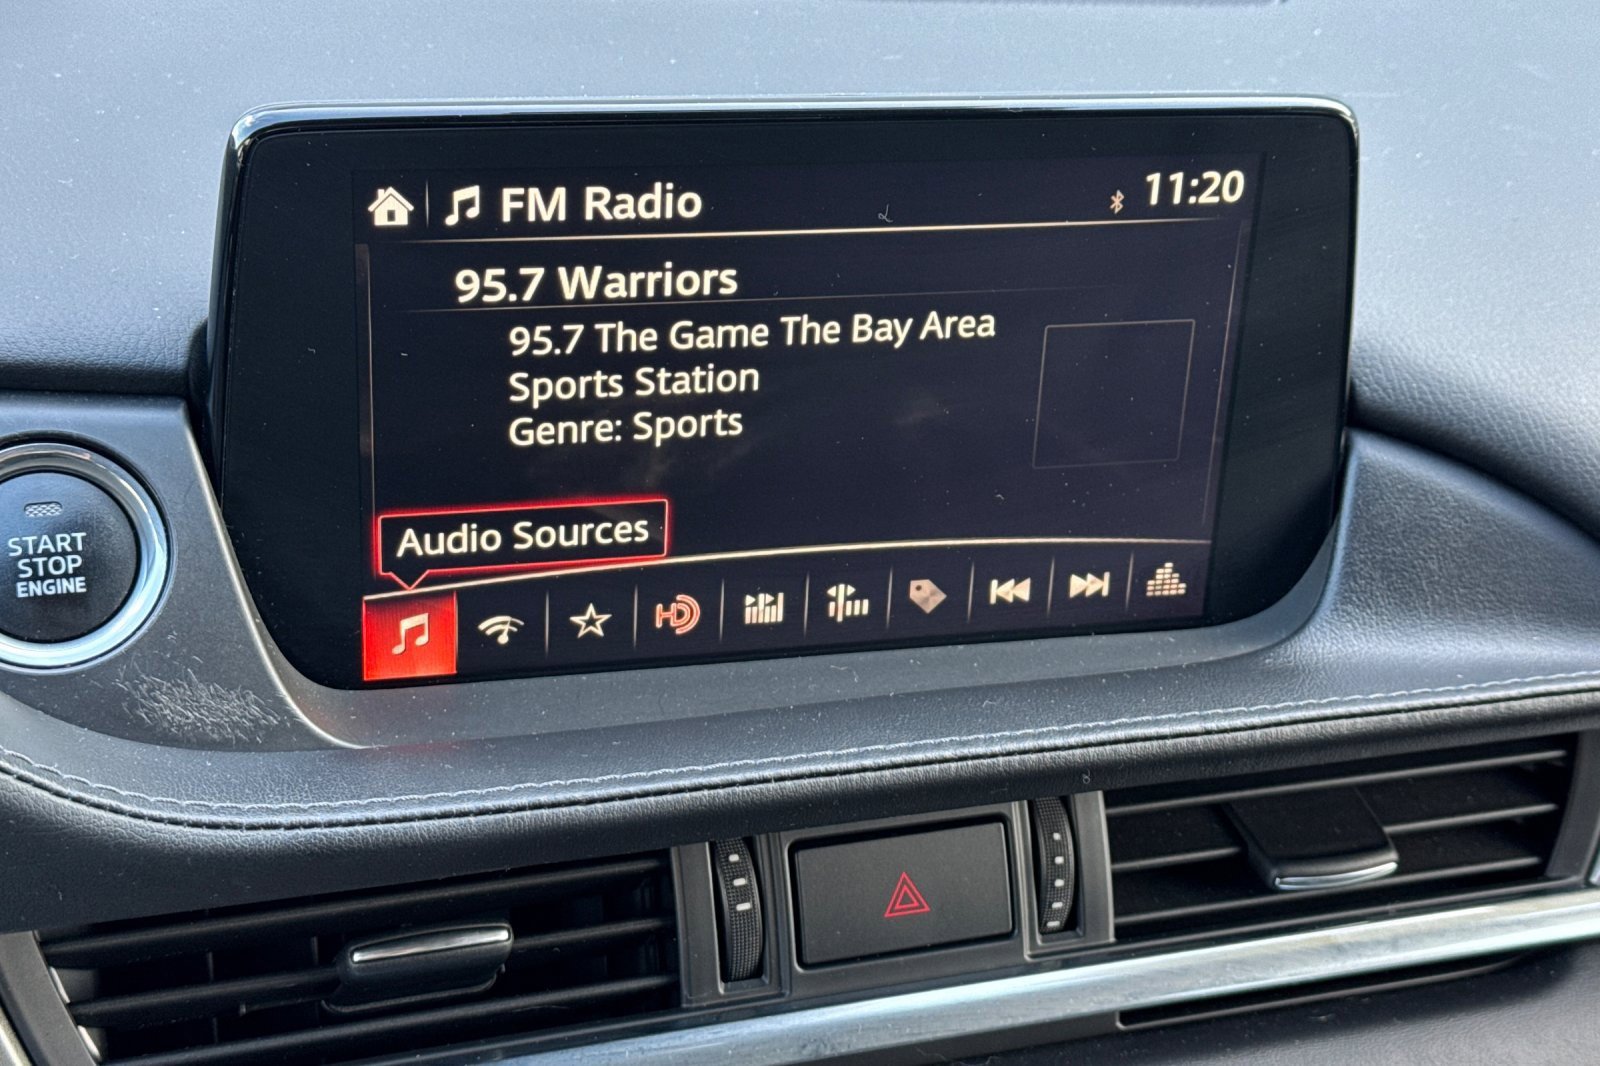 FM Radio
11:20
95.7 Warriors
95.7 The Game The Bay Area
Sports Station
Genre: Sports
Audio Sources
HD
START
STOP
ENGINE